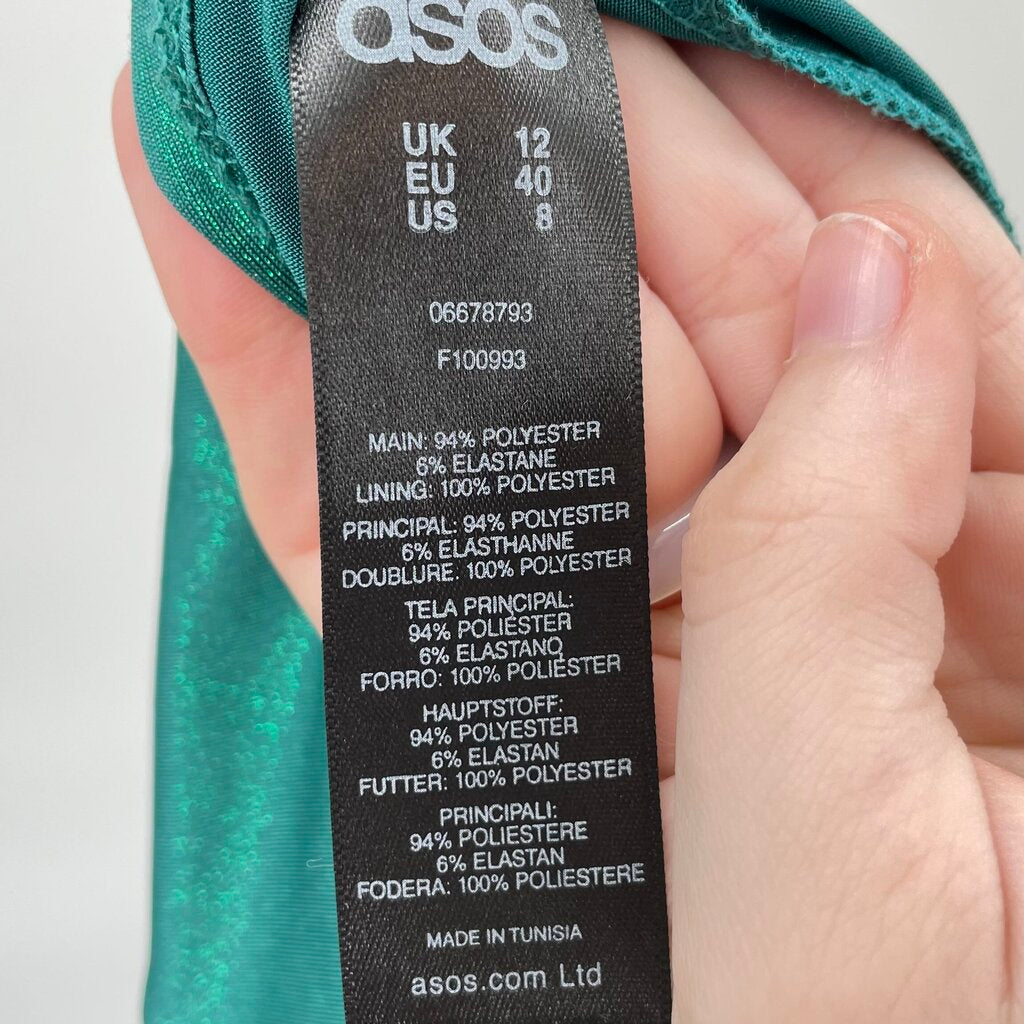 asos
UK 12
EU 40
US 8
06678793
F100993
MAIN: 94% POLYESTER
6% ELASTANE
LINING: 100% POLYESTER
PRINCIPAL: 94% POLYESTER
6% ELASTHANNE
DOUBLURE: 100% POLYESTER
TELA PRINCIPAL:
94% POLIÉSTER
6% ELASTANO
FORRO: 100% POLIÉSTER
HAUPTSTOFF:
94% POLYESTER
6% ELASTAN
FUTTER: 100% POLYESTER
PRINCIPALI:
94% POLIESTERE
6% ELASTAN
FODERA: 100% POLIESTERE
MADE IN TUNISIA
asos.com Ltd